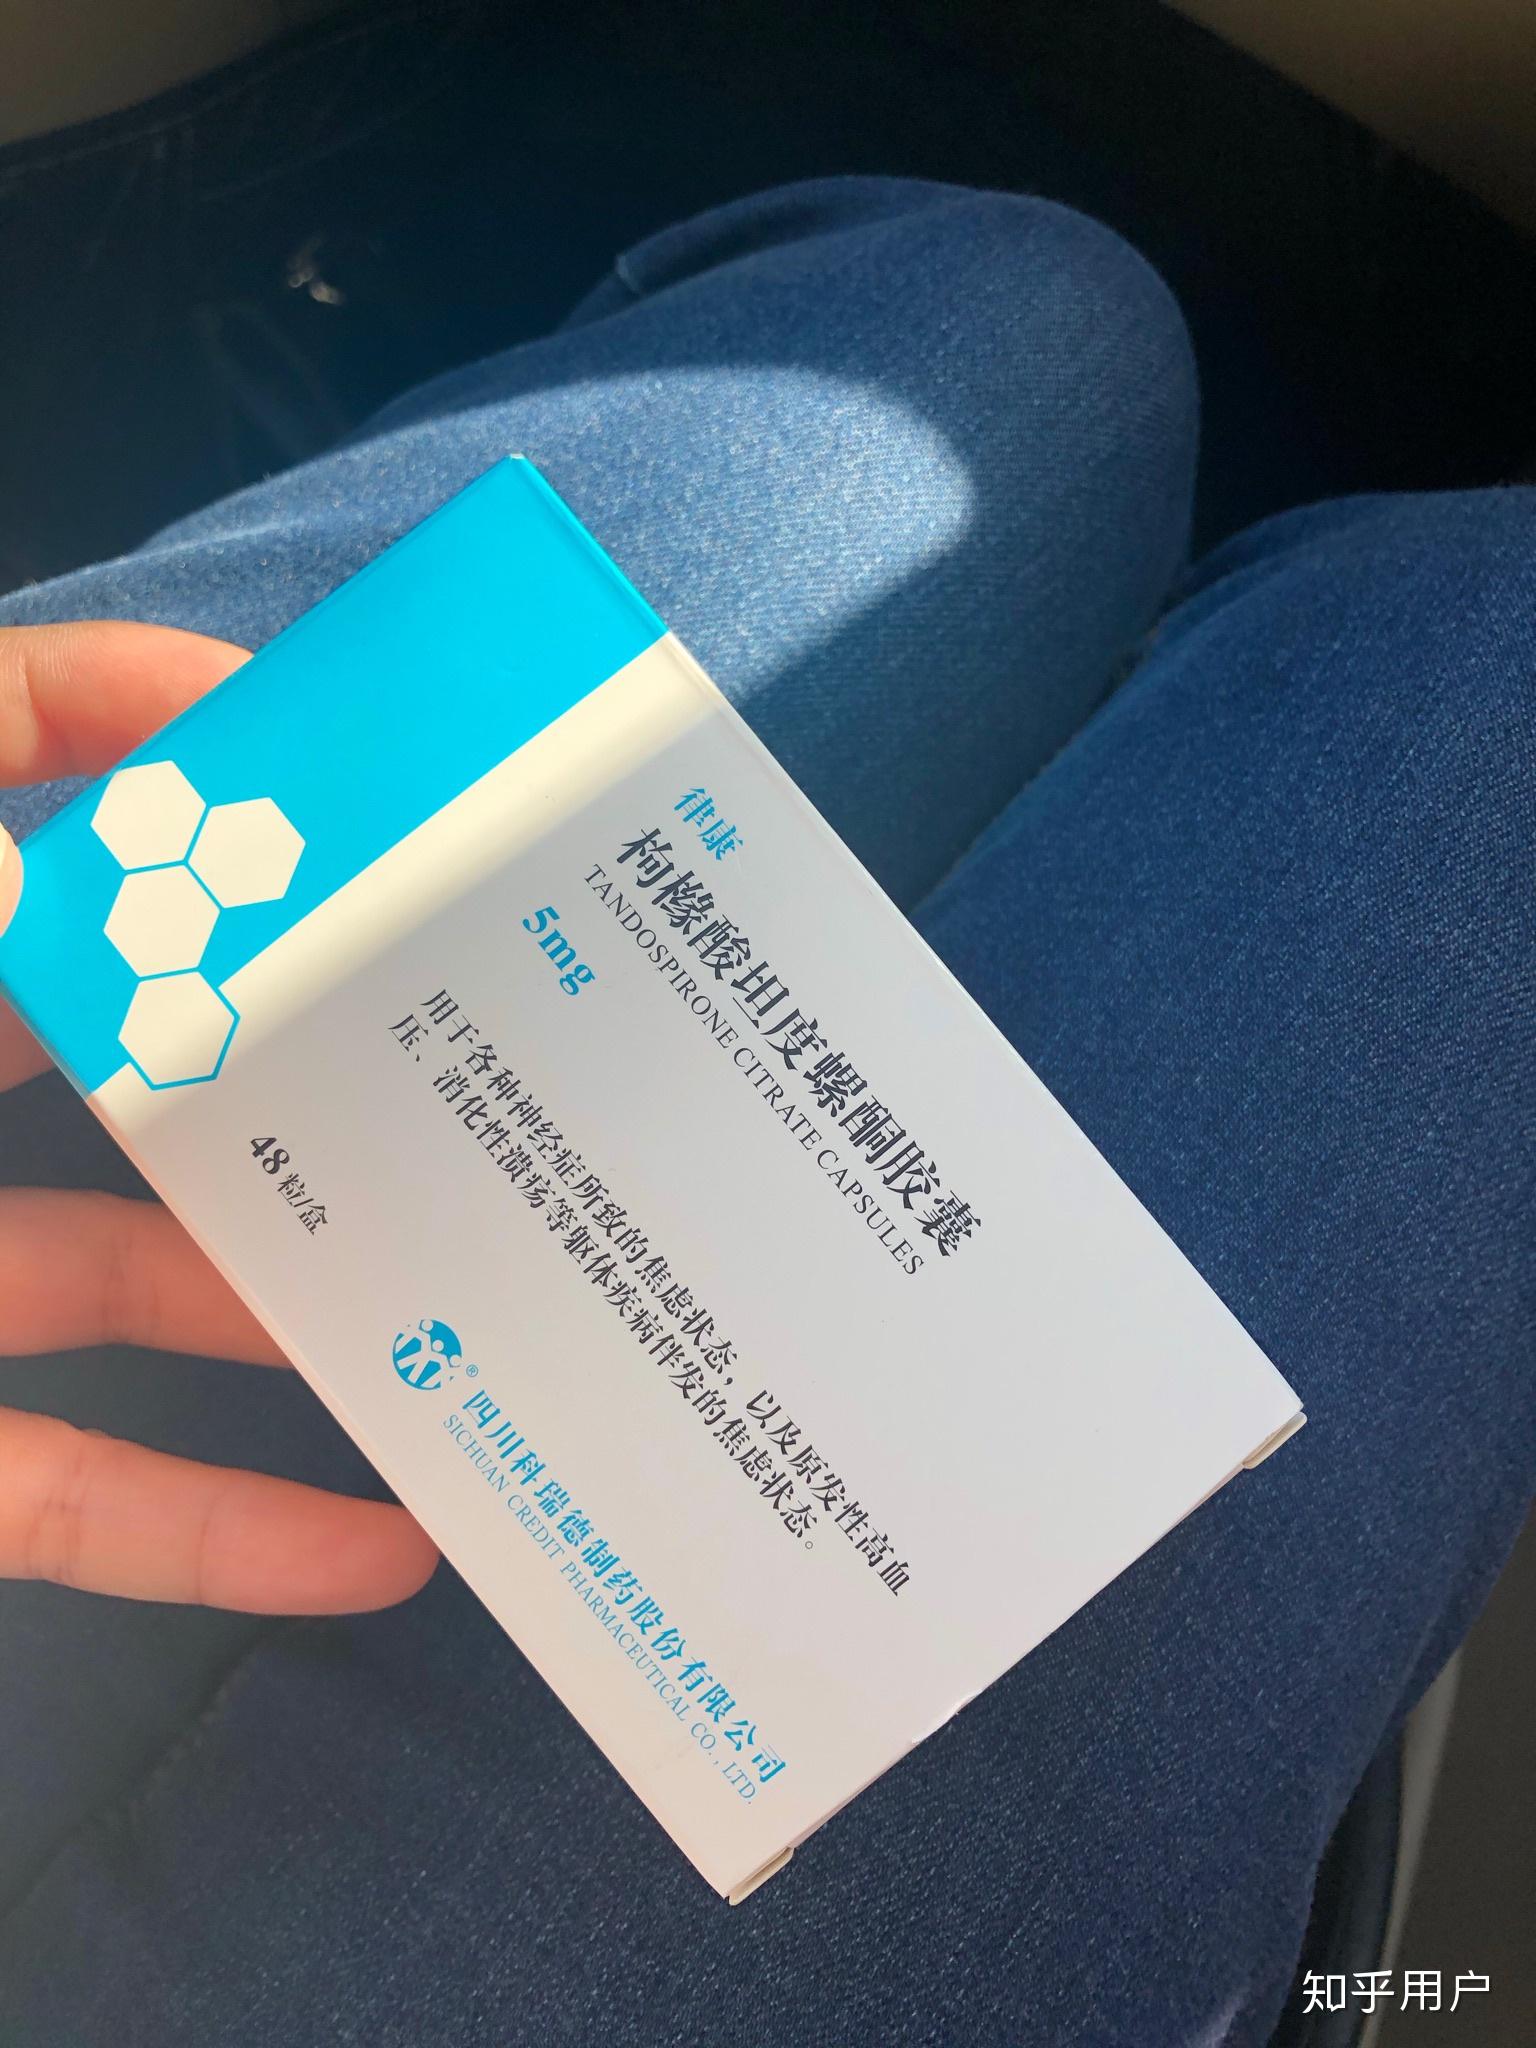 律康
枸橼酸坦度螺酮胶囊
TANDOSPIRONE CITRATE CAPSULES
5mg
用于各种神经症所致的焦虑状态，以及原发性高血
压、消化性溃疡等躯体疾病伴发的焦虑状态。
48粒/盒
®
四川科瑞德制药股份有限公司
SICHUAN CREDIT PHARMACEUTICAL CO., LTD.
知乎用户